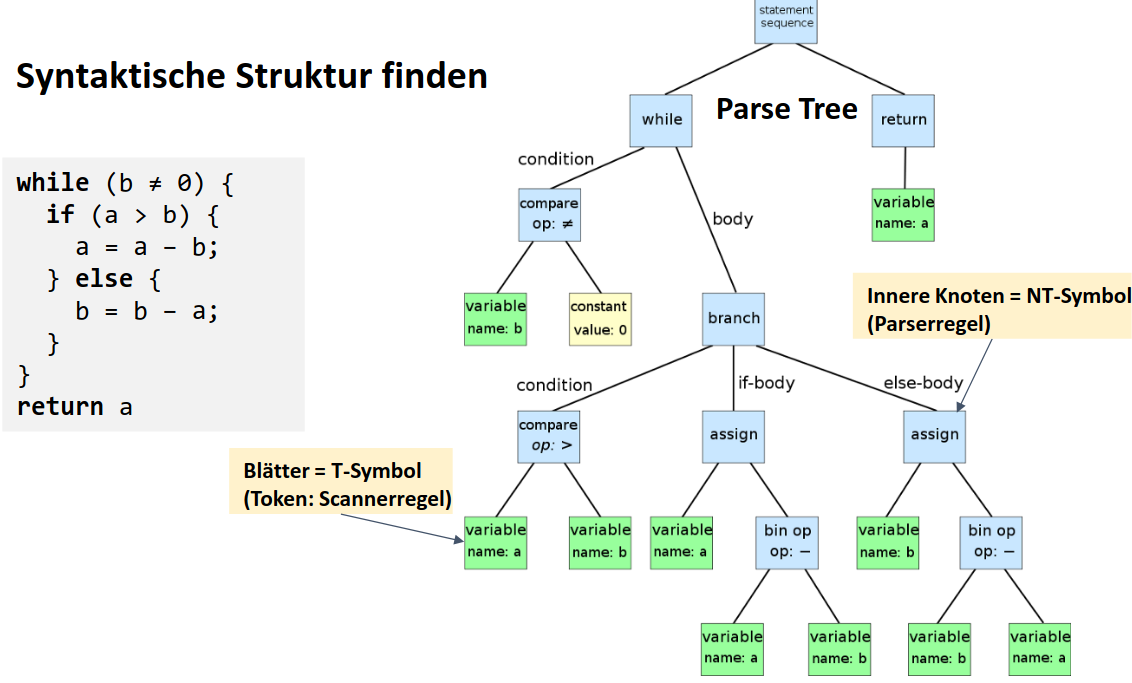 statement
sequence
Syntaktische Struktur finden
Parse Tree
while
return
while (b ≠ 0) {
if (a > b) {
a = a − b;
} else {
b = b − a;
}
}
return a
condition
body
compare
op: ≠
variable
name: a
variable
name: b
constant
value: 0
branch
Innere Knoten = NT-Symbol
(Parserregel)
condition
if-body
else-body
compare
op: >
assign
assign
Blätter = T-Symbol
(Token: Scannerregel)
variable
name: a
variable
name: b
variable
name: a
bin op
op: −
variable
name: b
bin op
op: −
variable
name: a
variable
name: b
variable
name: b
variable
name: a